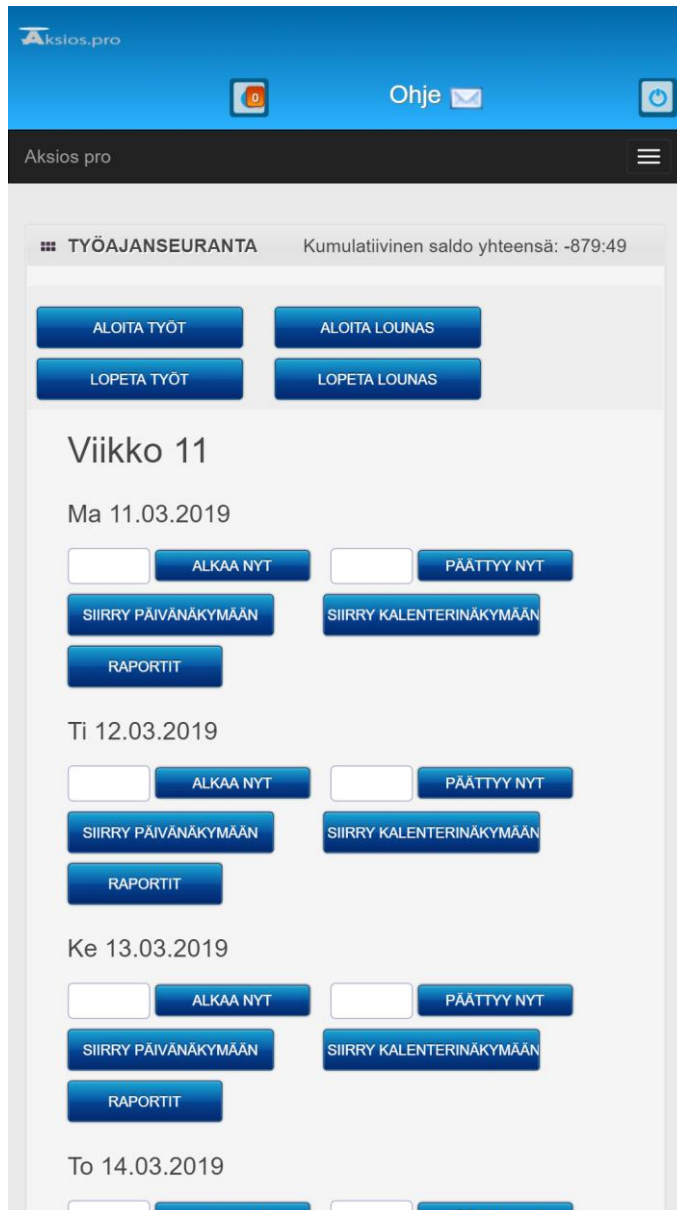 Aksios.pro
0 Ohje
Aksios pro
TYÖAJANSEURANTA Kumulatiivinen saldo yhteensä: -879:49
ALOITA TYÖT ALOITA LOUNAS
LOPETA TYÖT LOPETA LOUNAS
Viikko 11
Ma 11.03.2019
ALKAA NYT PÄÄTTYY NYT
SIIRRY PÄIVÄNÄKYMÄÄN SIIRRY KALENTERINÄKYMÄÄN
RAPORTIT
Ti 12.03.2019
ALKAA NYT PÄÄTTYY NYT
SIIRRY PÄIVÄNÄKYMÄÄN SIIRRY KALENTERINÄKYMÄÄN
RAPORTIT
Ke 13.03.2019
ALKAA NYT PÄÄTTYY NYT
SIIRRY PÄIVÄNÄKYMÄÄN SIIRRY KALENTERINÄKYMÄÄN
RAPORTIT
To 14.03.2019